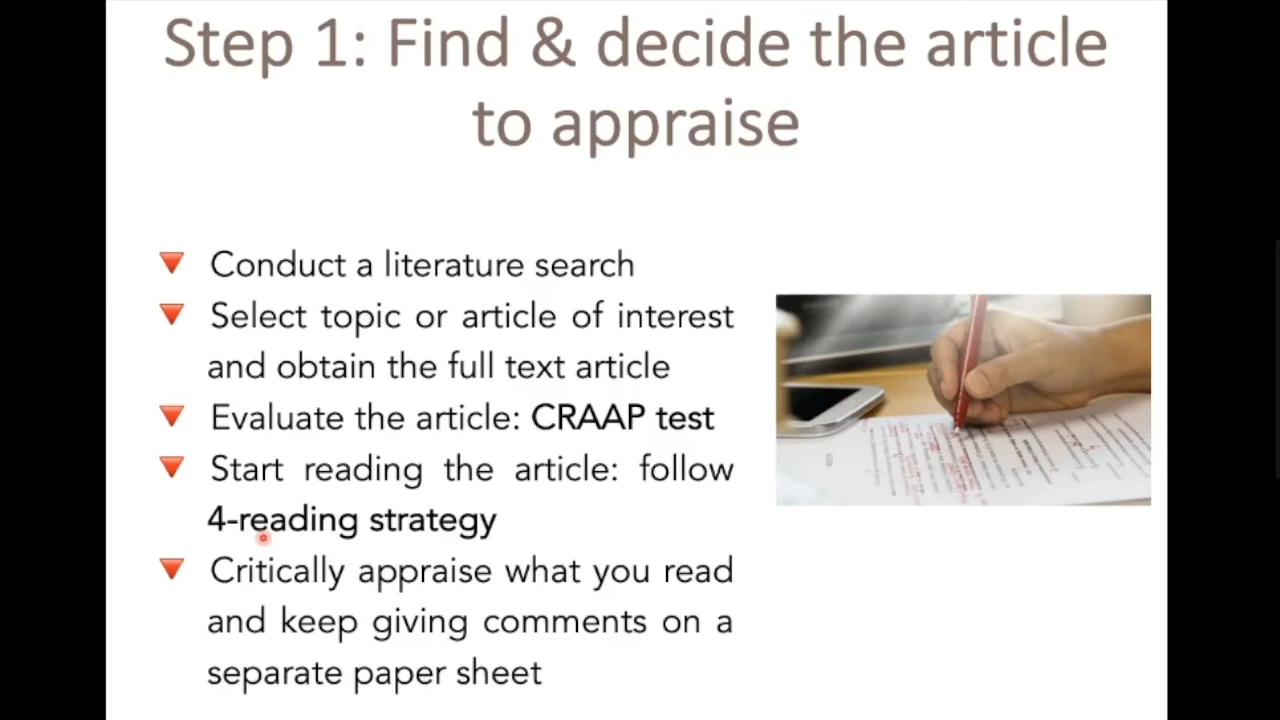 Step 1: Find & decide the article
to appraise
Conduct a literature search
Select topic or article of interest
and obtain the full text article
Evaluate the article: CRAAP test
Start reading the article: follow
4-reading strategy
Critically appraise what you read
and keep giving comments on a
separate paper sheet